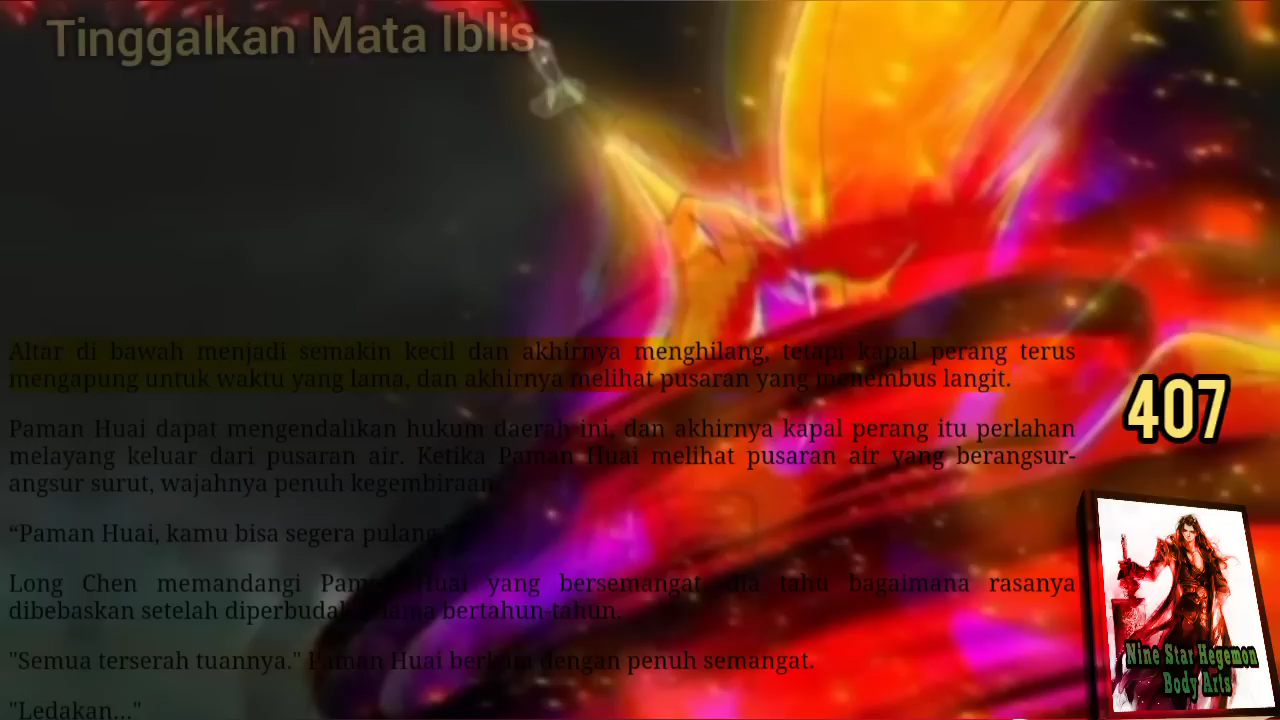 Tinggalkan Mata Iblis
Altar di bawah menjadi semakin kecil dan akhirnya menghilang, tetapi kapal perang terus
mengapung untuk waktu yang lama, dan akhirnya melihat pusaran yang menembus langit.
Paman Huai dapat mengendalikan hukum daerah ini, dan akhirnya kapal perang itu perlahan
melayang keluar dari pusaran air. Ketika Paman Huai melihat pusaran air yang berangsur-
angsur surut, wajahnya penuh kegembiraan.
407
“Paman Huai, kamu bisa segera pulang
Long Chen memandangi Paman Huai yang bersemangat, dia tahu bagaimana rasanya
dibebaskan setelah diperbudak selama bertahun-tahun.
"Semua terserah tuannya." Paman Huai berkata dengan penuh semangat.
"Ledakan..."
Nine Star Hegemon
Body Arts